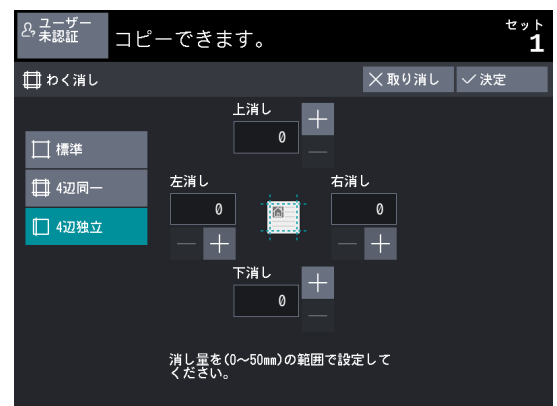 ユーザー
未認証
コピーできます。
セット
1
わく消し
取り消し
決定
標準
4辺同一
4辺独立
上消し
0
左消し
0
右消し
0
下消し
0
消し量を(0～50㎜)の範囲で設定して
ください。